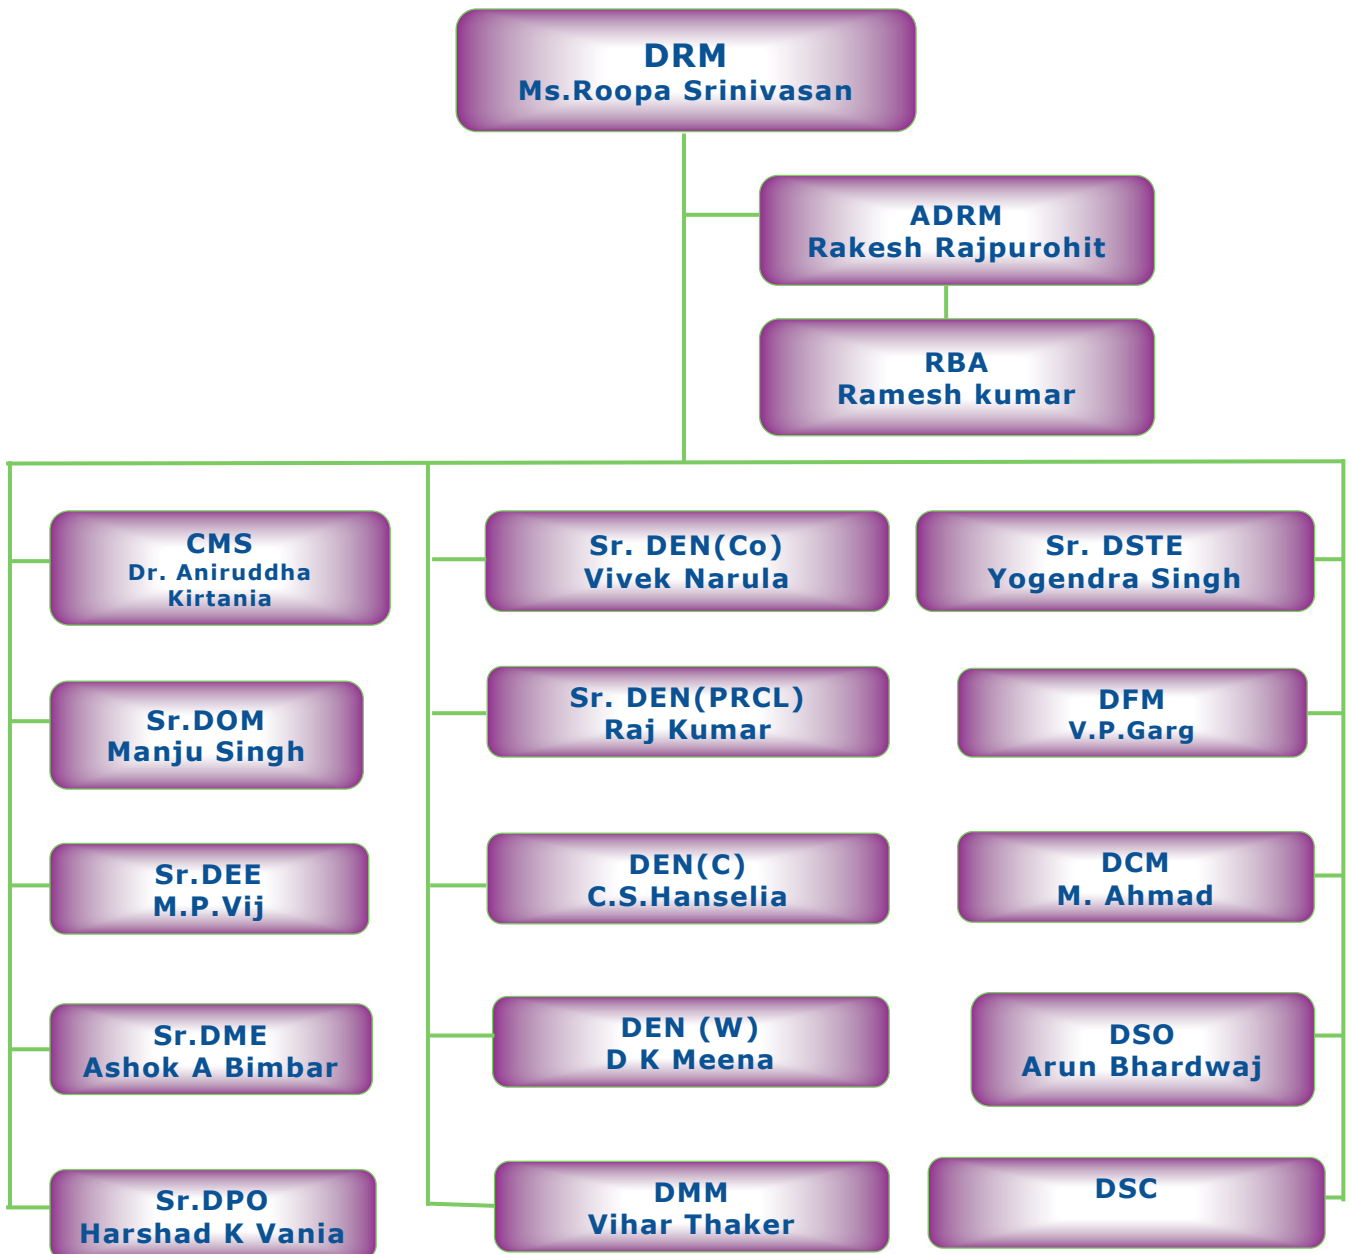 DRM
Ms.Roopa Srinivasan
ADRM
Rakesh Rajpurohit
RBA
Ramesh kumar
CMS
Dr. Aniruddha
Kirtania
Sr. DEN(Co)
Vivek Narula
Sr. DSTE
Yogendra Singh
Sr.DOM
Manju Singh
Sr. DEN(PRCL)
Raj Kumar
DFM
V.P.Garg
Sr.DEE
M.P.Vij
DEN(C)
C.S.Hanselia
DCM
M. Ahmad
Sr.DME
Ashok A Bimbar
DEN (W)
D K Meena
DSO
Arun Bhardwaj
Sr.DPO
Harshad K Vania
DMM
Vihar Thaker
DSC